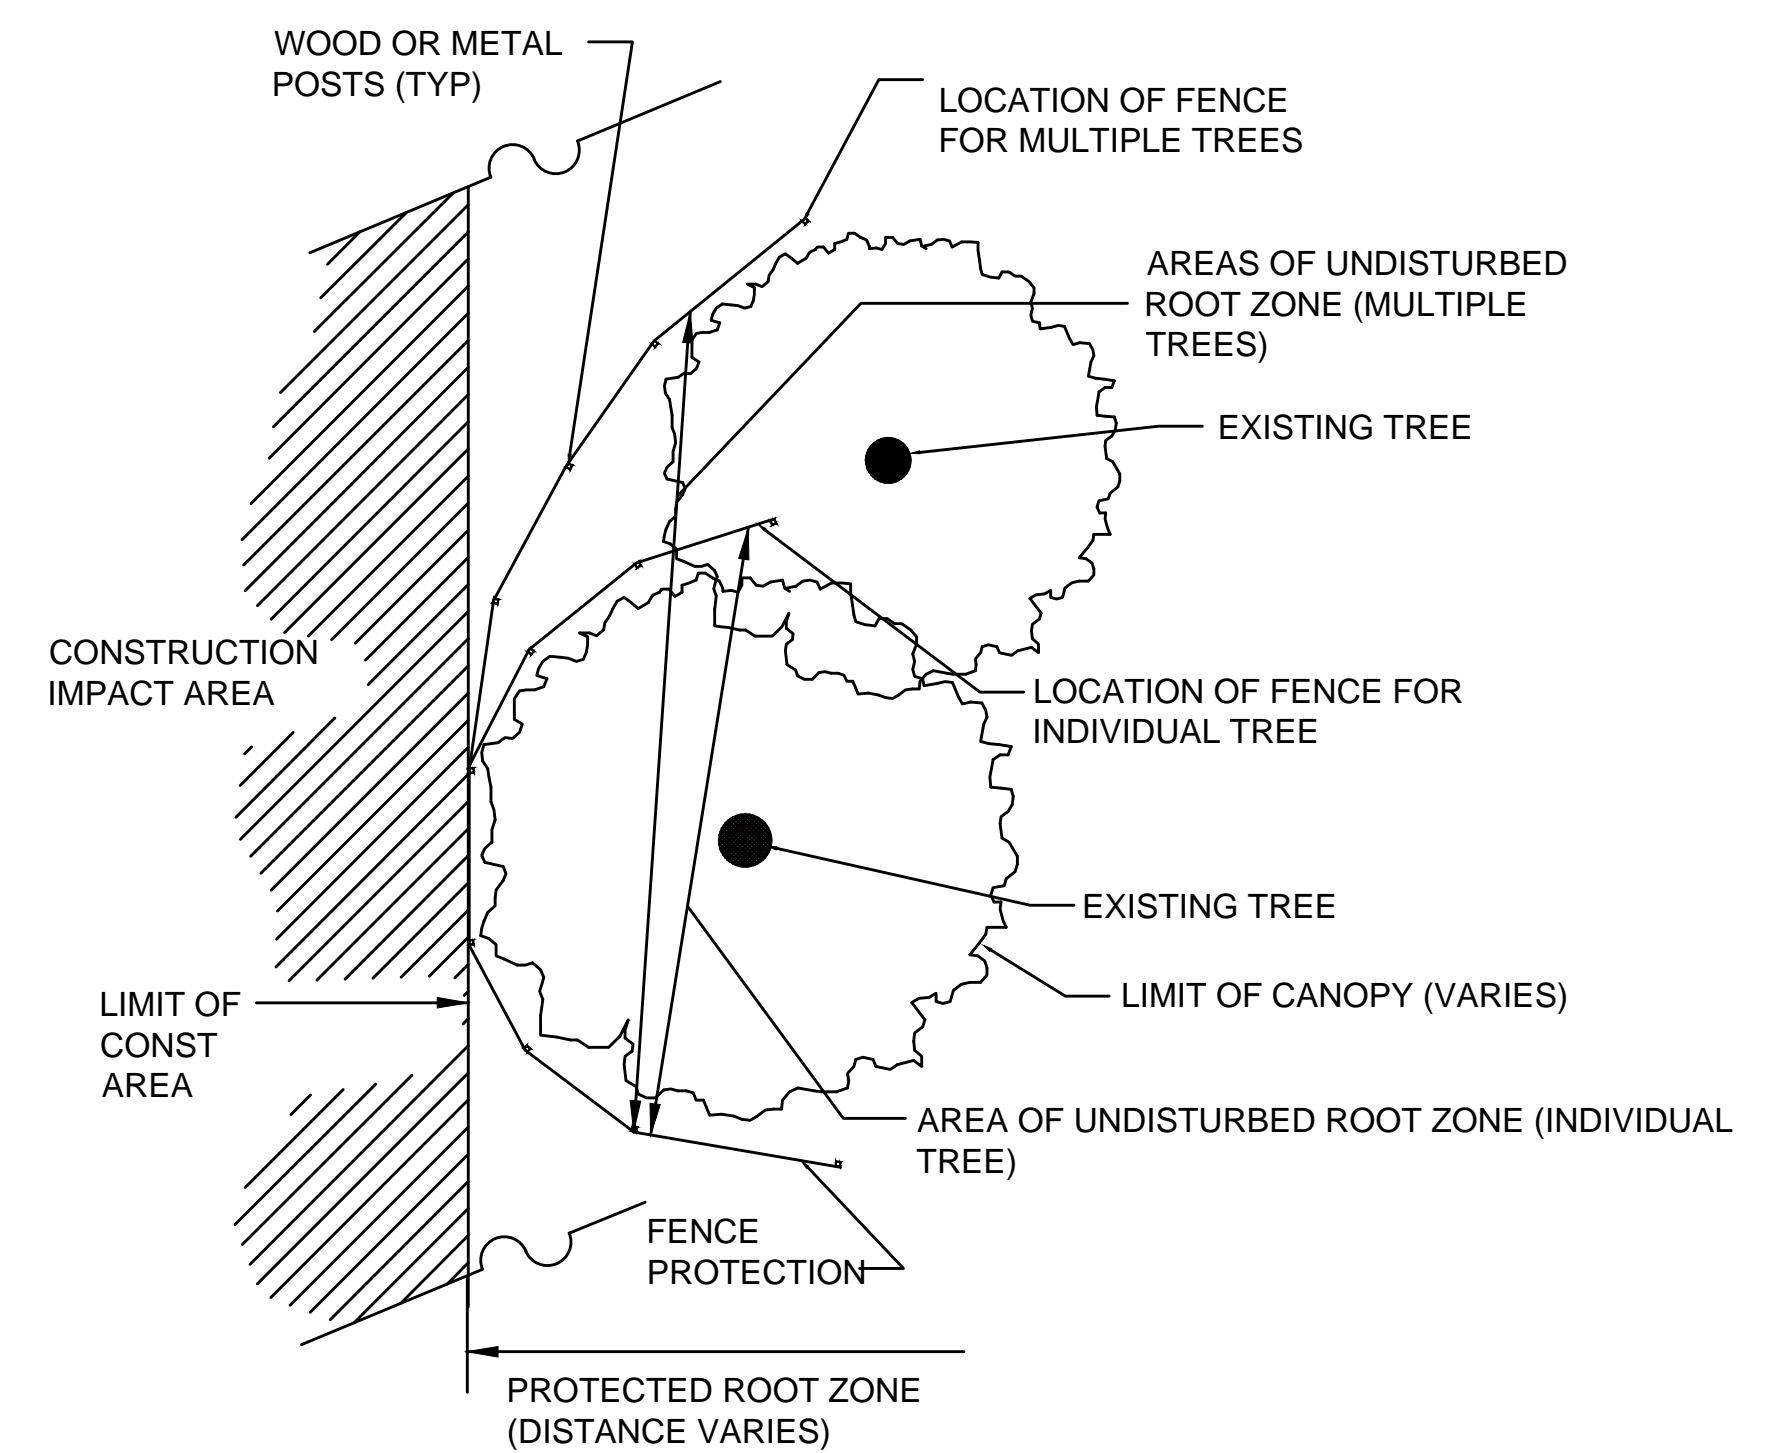 WOOD OR METAL
POSTS (TYP)
LOCATION OF FENCE
FOR MULTIPLE TREES
AREAS OF UNDISTURBED
ROOT ZONE (MULTIPLE
TREES)
EXISTING TREE
CONSTRUCTION
IMPACT AREA
LOCATION OF FENCE FOR
INDIVIDUAL TREE
EXISTING TREE
LIMIT OF CANOPY (VARIES)
LIMIT OF
CONST
AREA
AREA OF UNDISTURBED ROOT ZONE (INDIVIDUAL
TREE)
FENCE
PROTECTION
PROTECTED ROOT ZONE
(DISTANCE VARIES)